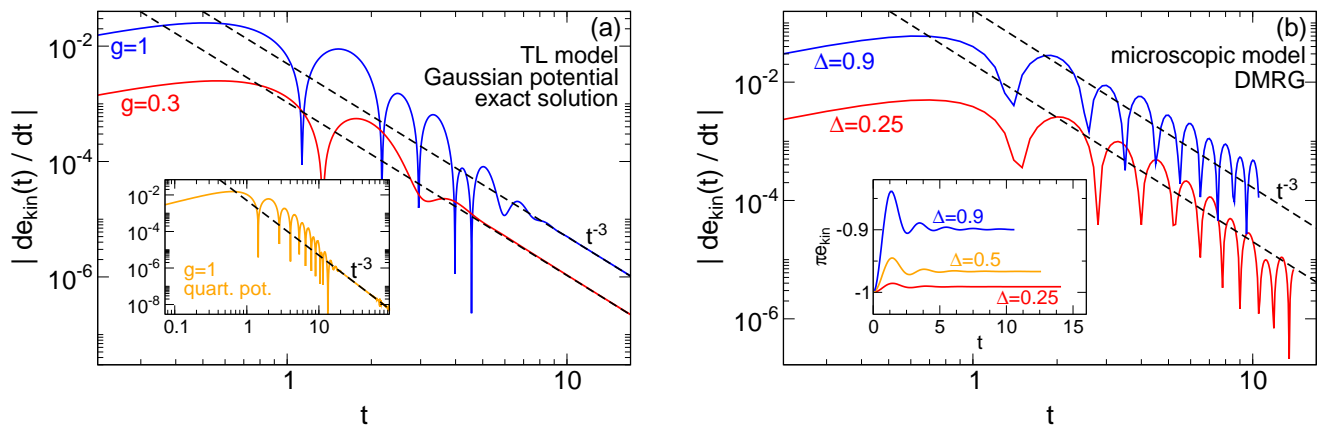 (a)
TL model
Gaussian potential
exact solution
g=1
g=0.3
t⁻³
10⁻²
10⁻⁴
10⁻⁶
| de_kin(t) / dt |
1
10
t
10⁻²
10⁻⁴
10⁻⁶
10⁻⁸
0.1
1
10
t⁻³
g=1
quart. pot.
(b)
microscopic model
DMRG
Δ=0.9
Δ=0.25
t⁻³
10⁻²
10⁻⁴
10⁻⁶
| de_kin(t) / dt |
1
10
t
-0.9
-1
πe_kin
Δ=0.9
Δ=0.5
Δ=0.25
0
5
10
15
t